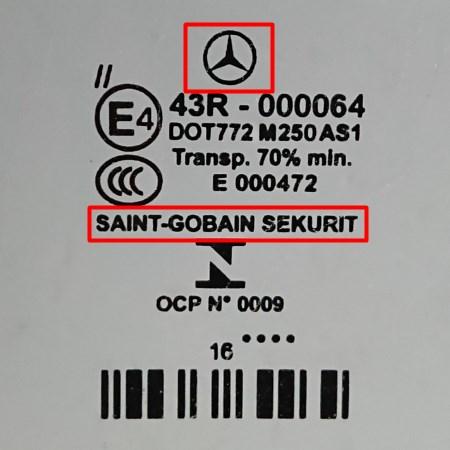 //
E4
43R - 000064
DOT772 M250 AS1
Transp. 70% min.
CCC
E 000472
SAINT-GOBAIN SEKURIT
N
OCP N° 0009
16 ••••